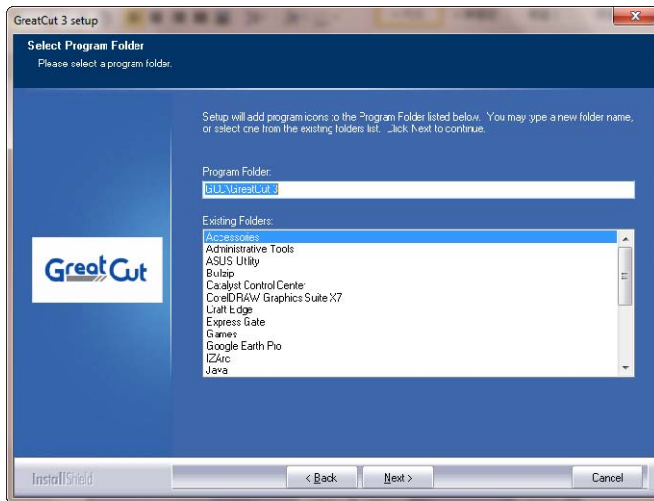 GreatCut 3 setup
Select Program Folder
Please select a program folder.
Setup will add program icons to the Program Folder listed below. You may type a new folder name,
or select one from the existing folders list. Click Next to continue.
Program Folder:
\GreatCut 3
Existing Folders:
Accessories
Administrative Tools
ASUS Utility
Bullzip
Catalyst Control Center
CorelDRAW Graphics Suite X7
Craft Edge
Express Gate
Games
Google Earth Pro
IZArc
Java
Great Cut
InstallShield
< Back
Next >
Cancel